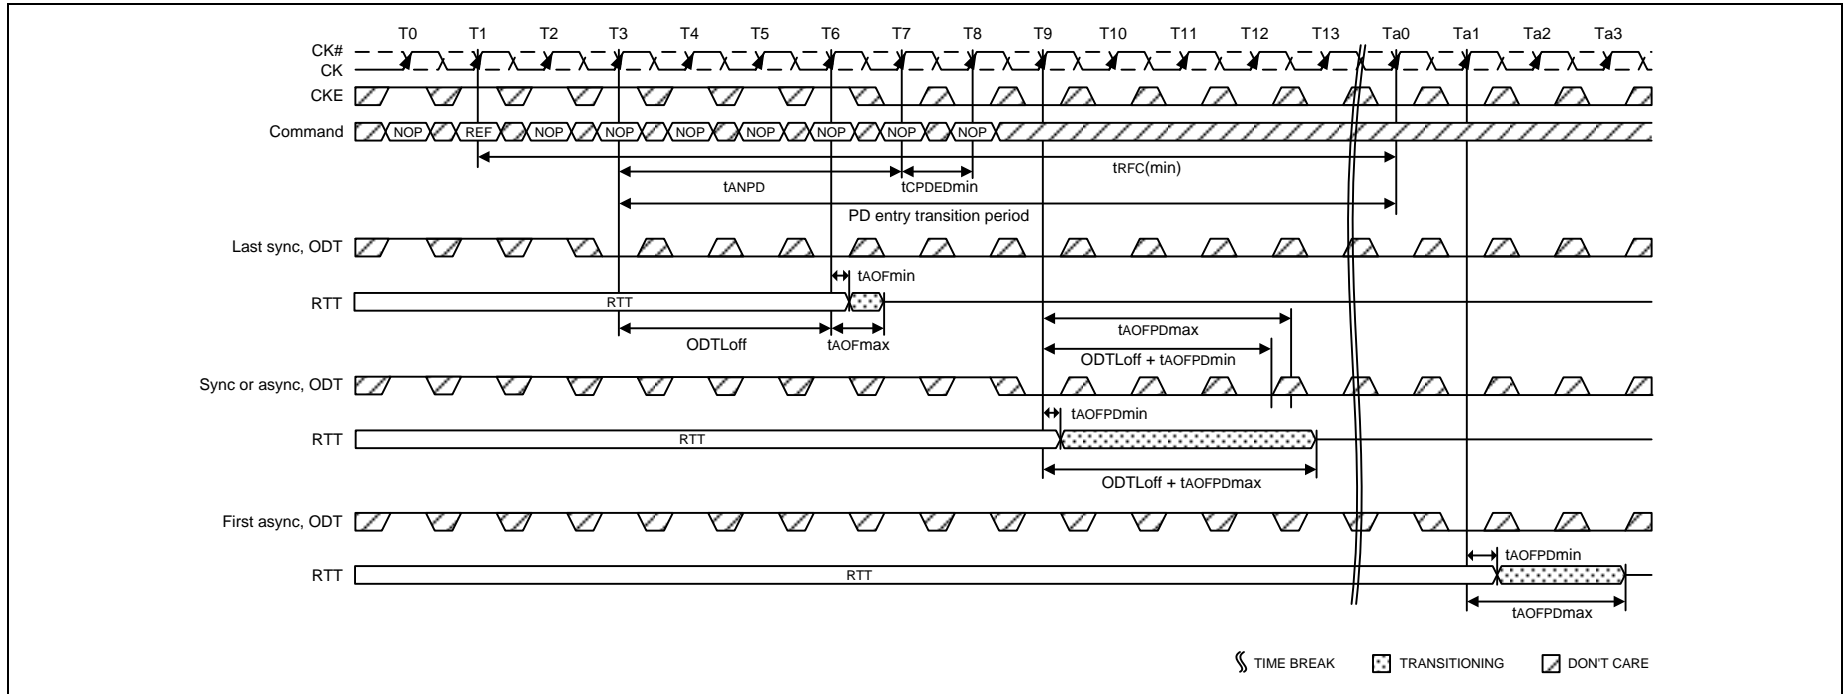 T0 T1 T2 T3 T4 T5 T6 T7 T8 T9 T10 T11 T12 T13 Ta0 Ta1 Ta2 Ta3
CK#
CK
CKE
Command NOP REF NOP NOP NOP NOP NOP NOP NOP
tRFC(min)
tANPD tCPDEDmin
PD entry transition period
Last sync, ODT
tAOFmin
RTT RTT
tAOFPDmax
ODTLoff tAOFmax
ODTLoff + tAOFPDmin
Sync or async, ODT
tAOFPDmin
RTT RTT
ODTLoff + tAOFPDmax
First async, ODT
tAOFPDmin
RTT RTT
tAOFPDmax
TIME BREAK TRANSITIONING DON'T CARE